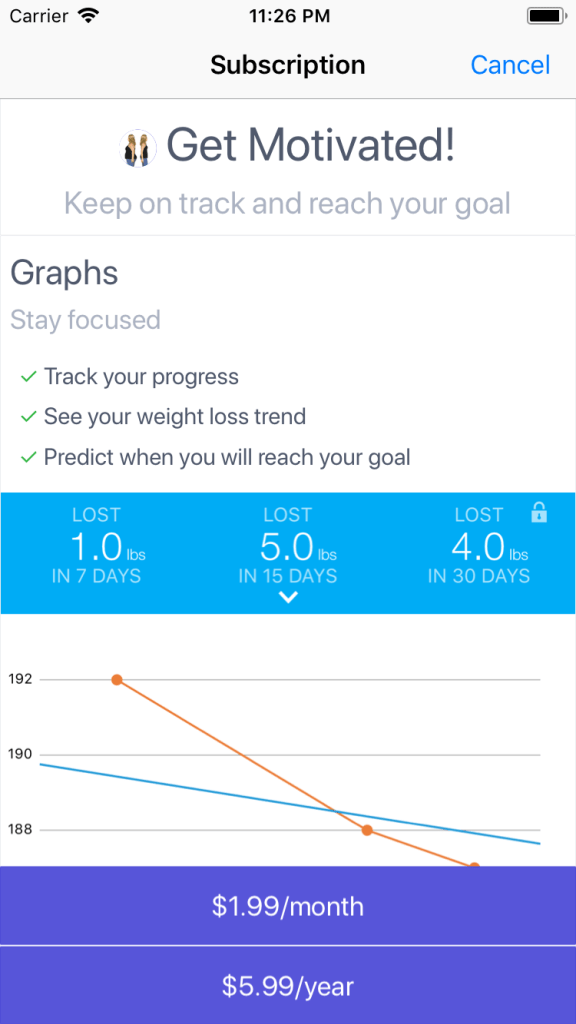 Carrier 11:26 PM
Subscription Cancel
Get Motivated!
Keep on track and reach your goal
Graphs
Stay focused
Track your progress
See your weight loss trend
Predict when you will reach your goal
LOST LOST LOST
1.0 lbs 5.0 lbs 4.0 lbs
IN 7 DAYS IN 15 DAYS IN 30 DAYS
192
190
188
$1.99/month
$5.99/year